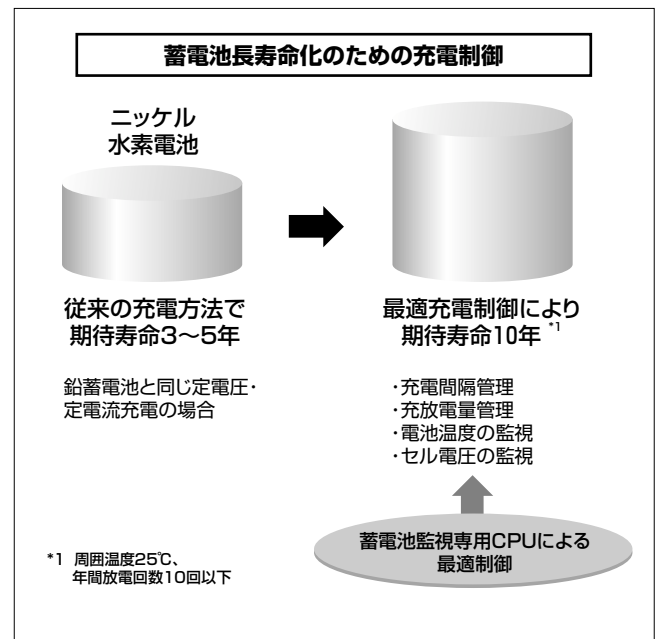 蓄電池長寿命化のための充電制御
ニッケル
水素電池
従来の充電方法で
期待寿命3〜5年
鉛蓄電池と同じ定電圧・
定電流充電の場合
最適充電制御により
期待寿命10年 *1
・充電間隔管理
・充放電量管理
・電池温度の監視
・セル電圧の監視
蓄電池監視専用CPUによる
最適制御
*1 周囲温度25℃、
年間放電回数10回以下